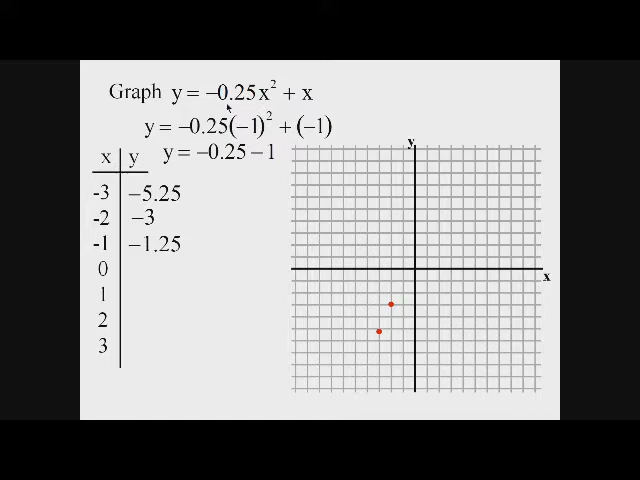 Graph y = −0.25x² + x
y = −0.25(−1)² + (−1)
y = −0.25 − 1
x y
-3 −5.25
-2 −3
-1 −1.25
0
1
2
3
y
x